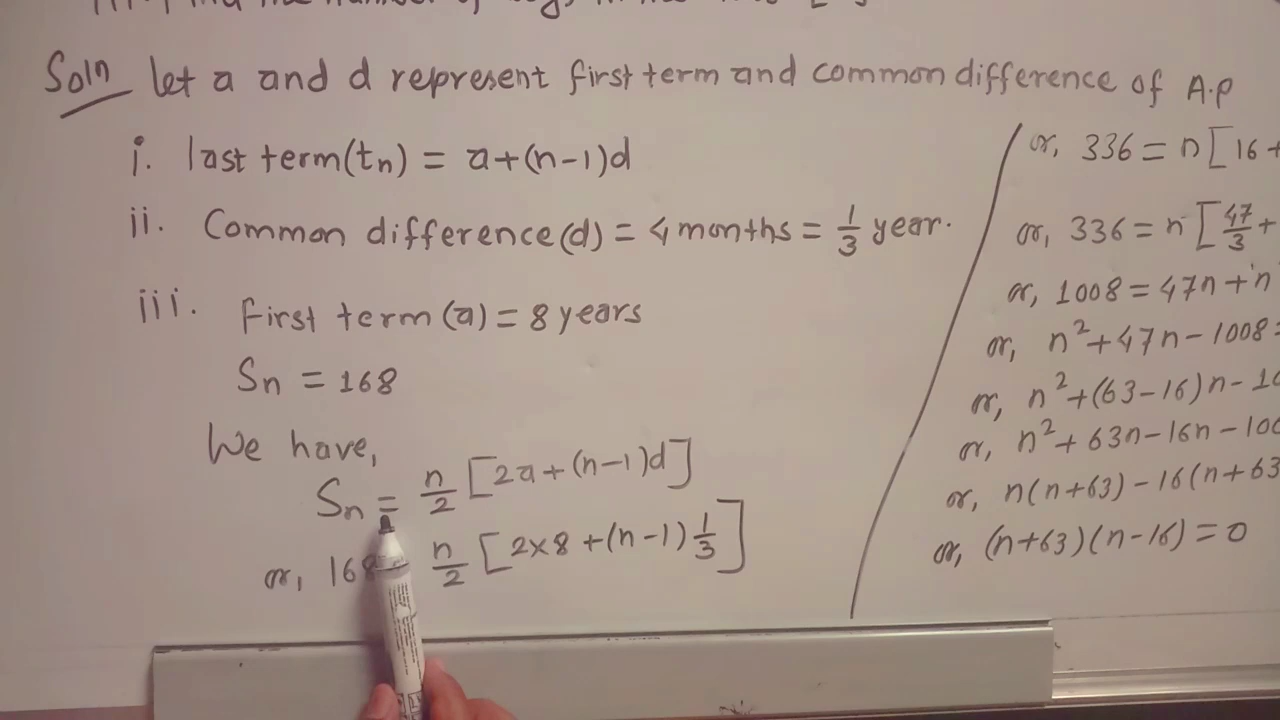 Soln let a and d represent first term and common difference of A.P
i. last term(tn) = a+(n-1)d
ii. Common difference(d) = 4 months = 1/3 year.
iii. First term (a) = 8 years
Sn = 168
We have,
Sn = n/2 [2a+(n-1)d]
or, 168 n/2 [2×8 +(n-1) 1/3]
or, 336 = n[16+
or, 336 = n[47/3 +
or, 1008 = 47n+n
or, n²+47n-1008
or, n²+(63-16)n-
or, n²+63n-16n-
or, n(n+63)-16(n+63
or, (n+63)(n-16)=0